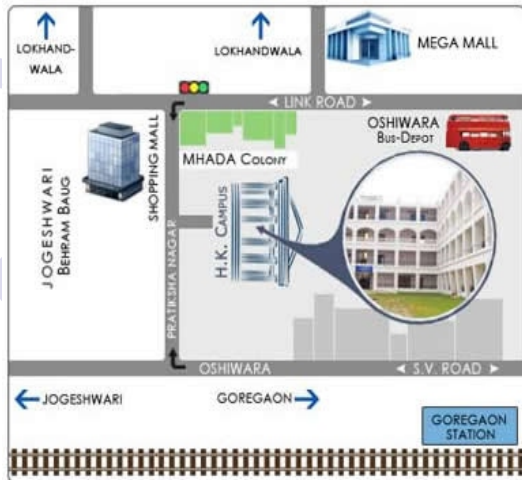 LOKHAND-
WALA
LOKHANDWALA
MEGA MALL
◄ LINK ROAD ►
OSHIWARA
BUS-DEPOT
SHOPPING MALL
MHADA COLONY
JOGESHWARI
BEHRAM BAUG
H.K. CAMPUS
PRATIKSHA NAGAR
OSHIWARA
◄ S.V. ROAD ►
JOGESHWARI
GOREGAON
GOREGAON
STATION